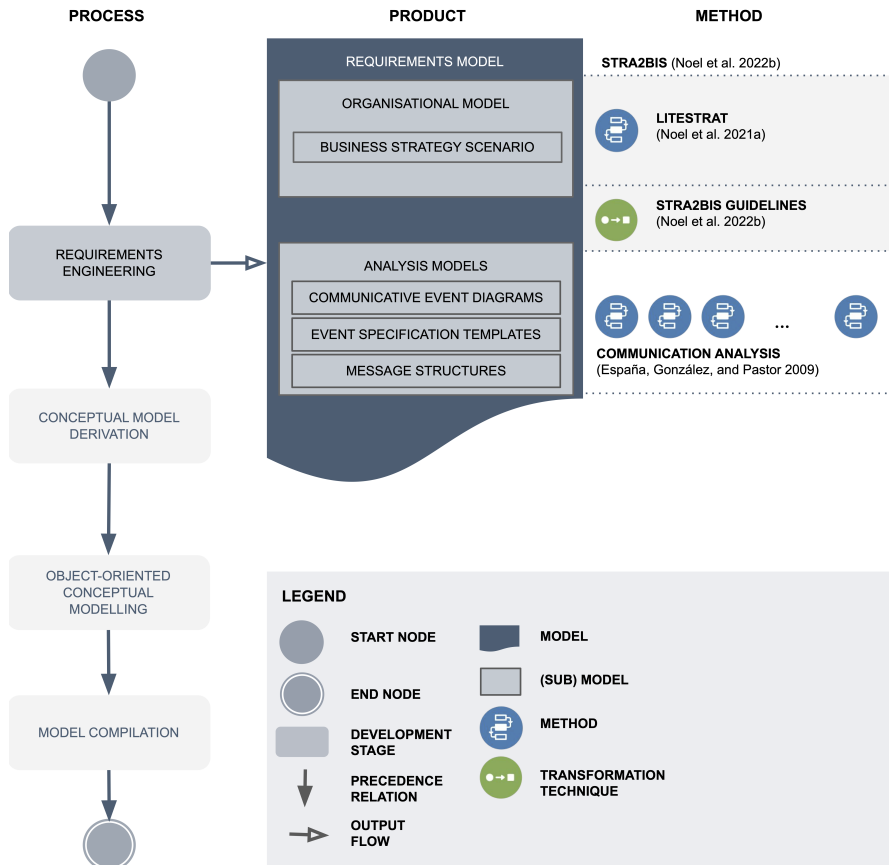 PROCESS
PRODUCT
METHOD
REQUIREMENTS
ENGINEERING
CONCEPTUAL MODEL
DERIVATION
OBJECT-ORIENTED
CONCEPTUAL
MODELLING
MODEL COMPILATION
REQUIREMENTS MODEL
ORGANISATIONAL MODEL
BUSINESS STRATEGY SCENARIO
ANALYSIS MODELS
COMMUNICATIVE EVENT DIAGRAMS
EVENT SPECIFICATION TEMPLATES
MESSAGE STRUCTURES
STRA2BIS (Noel et al. 2022b)
LITESTRAT
(Noel et al. 2021a)
STRA2BIS GUIDELINES
(Noel et al. 2022b)
...
COMMUNICATION ANALYSIS
(España, González, and Pastor 2009)
LEGEND
START NODE
END NODE
DEVELOPMENT
STAGE
PRECEDENCE
RELATION
OUTPUT
FLOW
MODEL
(SUB) MODEL
METHOD
TRANSFORMATION
TECHNIQUE